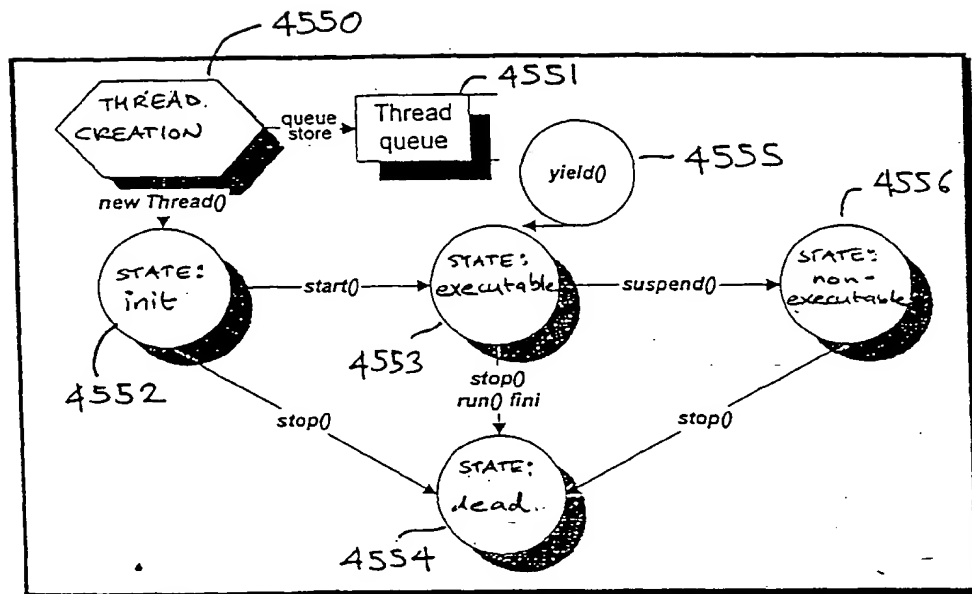 4550
4551
THREAD.
CREATION
queue
store
Thread
queue
4555
yield()
4556
new Thread()
STATE:
init
start()
STATE:
executable
suspend()
STATE:
non-
executable
4552
4553
stop()
run() fini
stop()
stop()
STATE:
dead..
4554